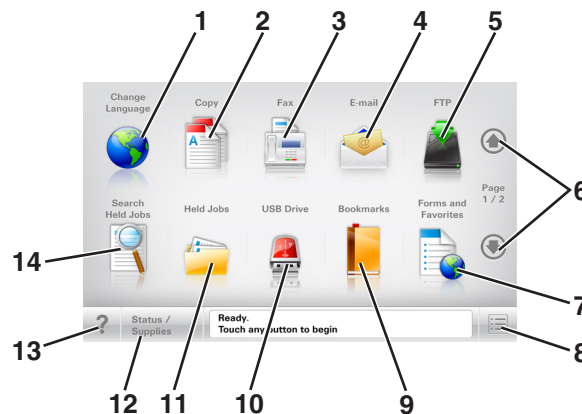 1 2 3 4 5
Change
Language
Copy
Fax
E-mail
FTP
A
@
6
Page
1 / 2
Search
Held Jobs
Held Jobs
USB Drive
Bookmarks
Forms and
Favorites
14
7
?
Status /
Supplies
Ready.
Touch any button to begin
8
13
12
11
10
9